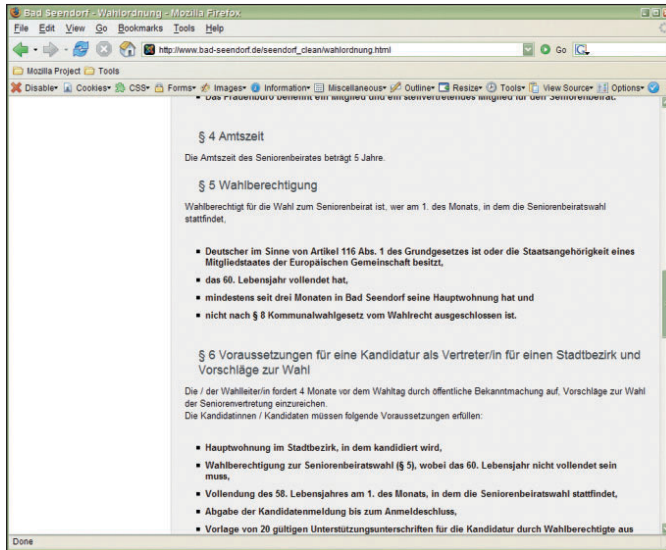 Bad Seendorf - Wahlordnung - Mozilla Firefox
File Edit View Go Bookmarks Tools Help
http://www.bad-seendorf.de/seendorf_clean/wahlordnung.html Go
Mozilla Project Tools
Disable Cookies CSS Forms Images Information Miscellaneous Outline Resize Tools View Source Options
Das Frauenbüro benennt ein Mitglied und ein stellvertretendes Mitglied für den Seniorenbeirat.
§ 4 Amtszeit
Die Amtszeit des Seniorenbeirates beträgt 5 Jahre.
§ 5 Wahlberechtigung
Wahlberechtigt für die Wahl zum Seniorenbeirat ist, wer am 1. des Monats, in dem die Seniorenbeiratswahl
stattfindet,
▪ Deutscher im Sinne von Artikel 116 Abs. 1 des Grundgesetzes ist oder die Staatsangehörigkeit eines
Mitgliedstaates der Europäischen Gemeinschaft besitzt,
▪ das 60. Lebensjahr vollendet hat,
▪ mindestens seit drei Monaten in Bad Seendorf seine Hauptwohnung hat und
▪ nicht nach § 8 Kommunalwahlgesetz vom Wahlrecht ausgeschlossen ist.
§ 6 Voraussetzungen für eine Kandidatur als Vertreter/in für einen Stadtbezirk und
Vorschläge zur Wahl
Die / der Wahlleiter/in fordert 4 Monate vor dem Wahltag durch öffentliche Bekanntmachung auf, Vorschläge zur Wahl
der Seniorenvertretung einzureichen.
Die Kandidatinnen / Kandidaten müssen folgende Voraussetzungen erfüllen:
▪ Hauptwohnung im Stadtbezirk, in dem kandidiert wird,
▪ Wahlberechtigung zur Seniorenbeiratswahl (§ 5), wobei das 60. Lebensjahr nicht vollendet sein
muss,
▪ Vollendung des 58. Lebensjahres am 1. des Monats, in dem die Seniorenbeiratswahl stattfindet,
▪ Abgabe der Kandidatenmeldung bis zum Anmeldeschluss,
▪ Vorlage von 20 gültigen Unterstützungsunterschriften für die Kandidatur durch Wahlberechtigte aus
Done